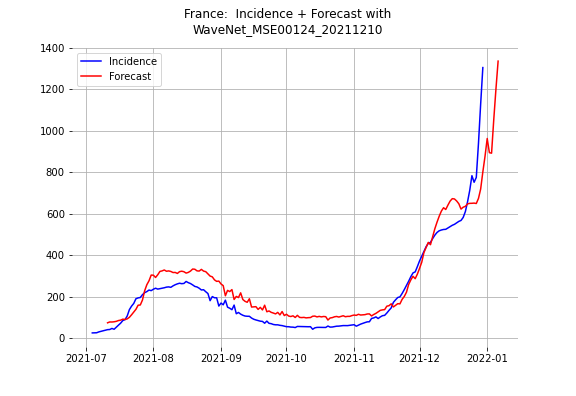 France:  Incidence + Forecast with
WaveNet_MSE00124_20211210
1400
Incidence
Forecast
1200
1000
800
600
400
200
0
2021-07 2021-08 2021-09 2021-10 2021-11 2021-12 2022-01